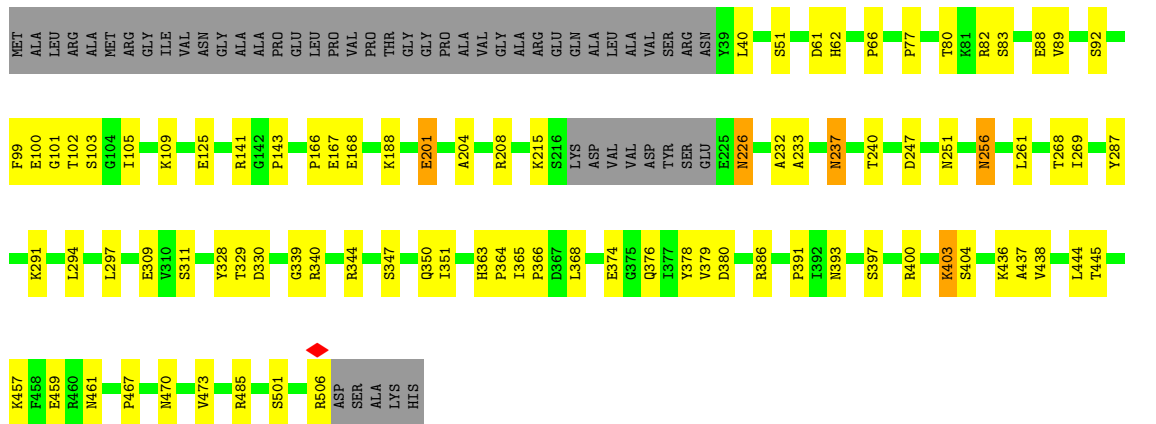 MET ALA LEU ARG ALA MET ARG GLY ILE VAL ASN GLY ALA ALA PRO GLU LEU PRO VAL PRO THR GLY GLY PRO ALA VAL GLY ALA ARG GLU GLN ALA LEU ALA VAL SER ARG ASN Y39 L40 S51 D61 H62 P66 P77 T80 K81 R82 S83 E88 V89 S92
F99 E100 G101 T102 S103 G104 I105 K109 E125 R141 G142 P143 P166 E167 E168 K188 E201 A204 R208 K215 S216 LYS ASP VAL VAL ASP TYR SER GLU E225 N226 A232 A233 N237 T240 D247 N251 N256 L261 T268 I269 Y287
K291 L294 L297 E309 V310 S311 Y328 T329 D330 G339 R340 R344 S347 Q350 I351 H363 P364 I365 P366 D367 L368 E374 G375 Q376 I377 Y378 V379 D380 R386 P391 I392 N393 S397 R400 K403 S404 K436 A437 V438 L444 T445
K457 F458 E459 R460 N461 P467 N470 V473 R485 S501 R506 ASP SER ALA LYS HIS